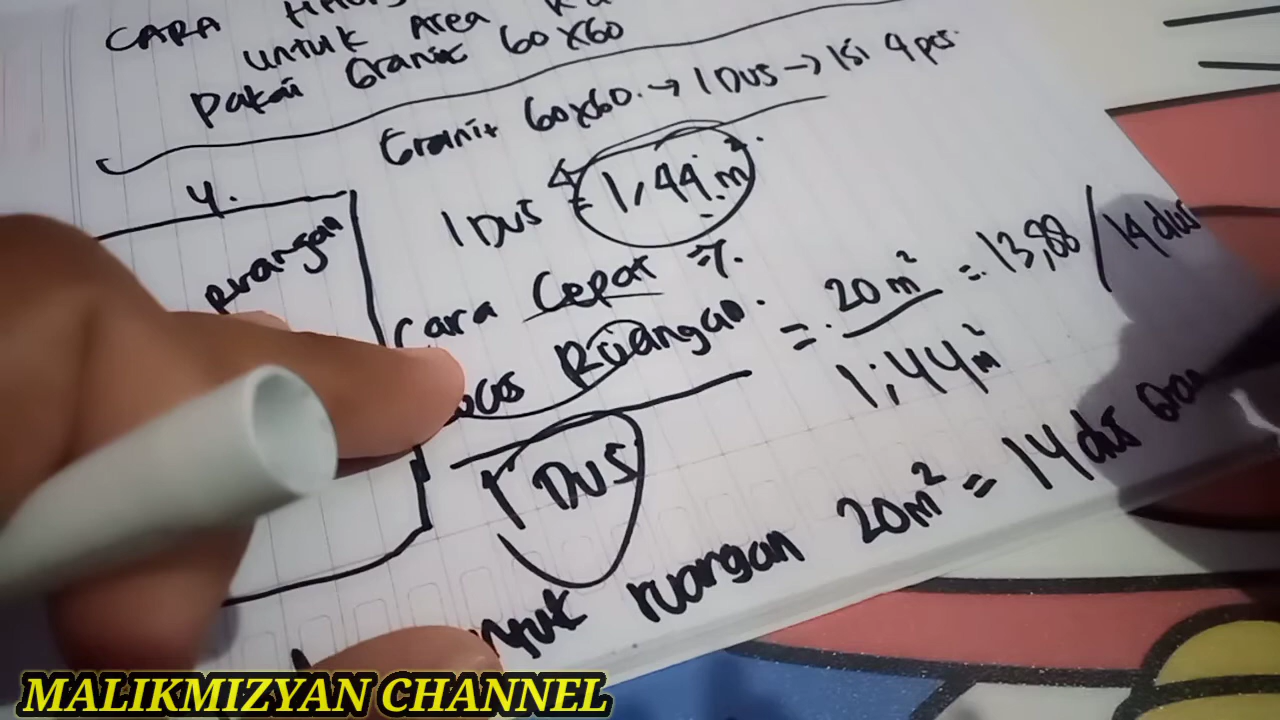 CARA
untuk Area
Pakai Granit 60x60
Granit 60x60. → 1 DUS → Isi 4 pcs.
4.
Ruangan
1 DUS = 1,44 m²
Cara Cepat
Ruangan. = 20 m² = 13,88 / 14 dus
1 DUS 1,44 m²
ruangan 20m² = 14 dus
MALIKMIZYAN CHANNEL